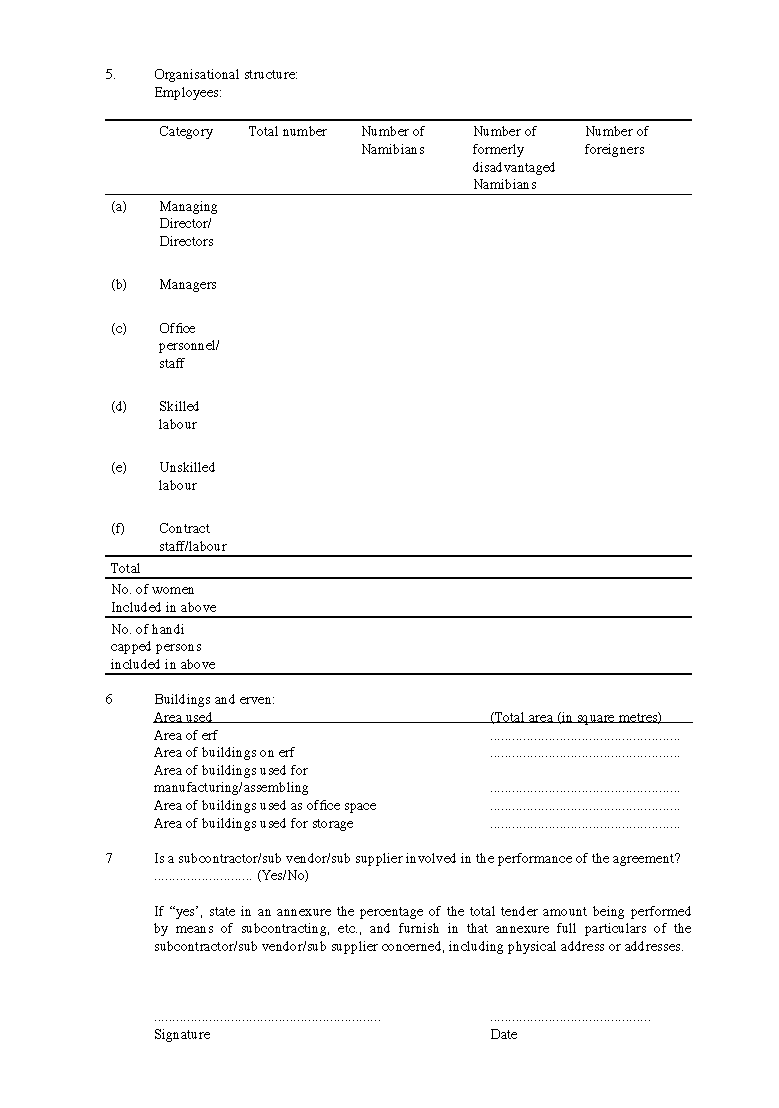 5. Organisational structure:
Employees:
Category Total number Number of Number of Number of
Namibians formerly foreigners
disadvantaged
Namibians
(a) Managing
Director/
Directors
(b) Managers
(c) Office
personnel/
staff
(d) Skilled
labour
(e) Unskilled
labour
(f) Contract
staff/labour
Total
No. of women
Included in above
No. of handi
capped persons
included in above
6 Buildings and erven:
Area used (Total area (in square metres)
Area of erf ....................................................
Area of buildings on erf ....................................................
Area of buildings used for
manufacturing/assembling ....................................................
Area of buildings used as office space ....................................................
Area of buildings used for storage ....................................................
7 Is a subcontractor/sub vendor/sub supplier involved in the performance of the agreement?
........................... (Yes/No)
If “yes’, state in an annexure the percentage of the total tender amount being performed
by means of subcontracting, etc., and furnish in that annexure full particulars of the
subcontractor/sub vendor/sub supplier concerned, including physical address or addresses.
.............................................................. ............................................
Signature Date